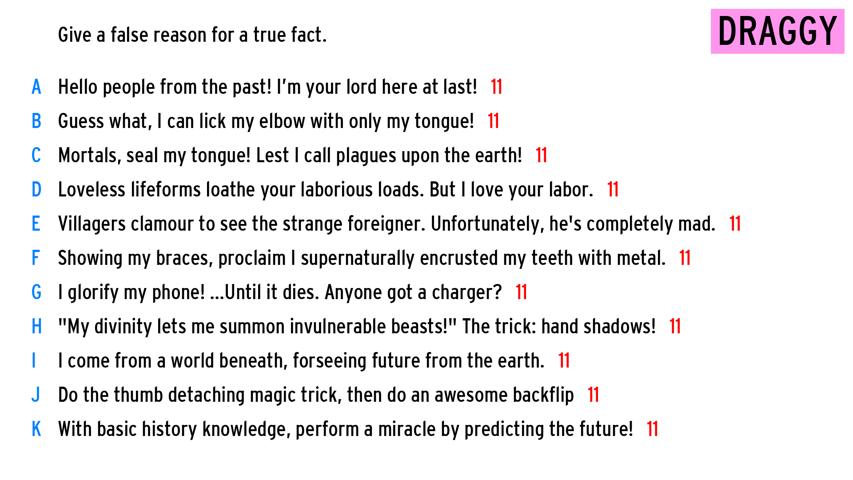 Give a false reason for a true fact.
DRAGGY
A Hello people from the past! I'm your lord here at last! 11
B Guess what, I can lick my elbow with only my tongue! 11
C Mortals, seal my tongue! Lest I call plagues upon the earth! 11
D Loveless lifeforms loathe your laborious loads. But I love your labor. 11
E Villagers clamour to see the strange foreigner. Unfortunately, he's completely mad. 11
F Showing my braces, proclaim I supernaturally encrusted my teeth with metal. 11
G I glorify my phone! ...Until it dies. Anyone got a charger? 11
H "My divinity lets me summon invulnerable beasts!" The trick: hand shadows! 11
I I come from a world beneath, forseeing future from the earth. 11
J Do the thumb detaching magic trick, then do an awesome backflip 11
K With basic history knowledge, perform a miracle by predicting the future! 11